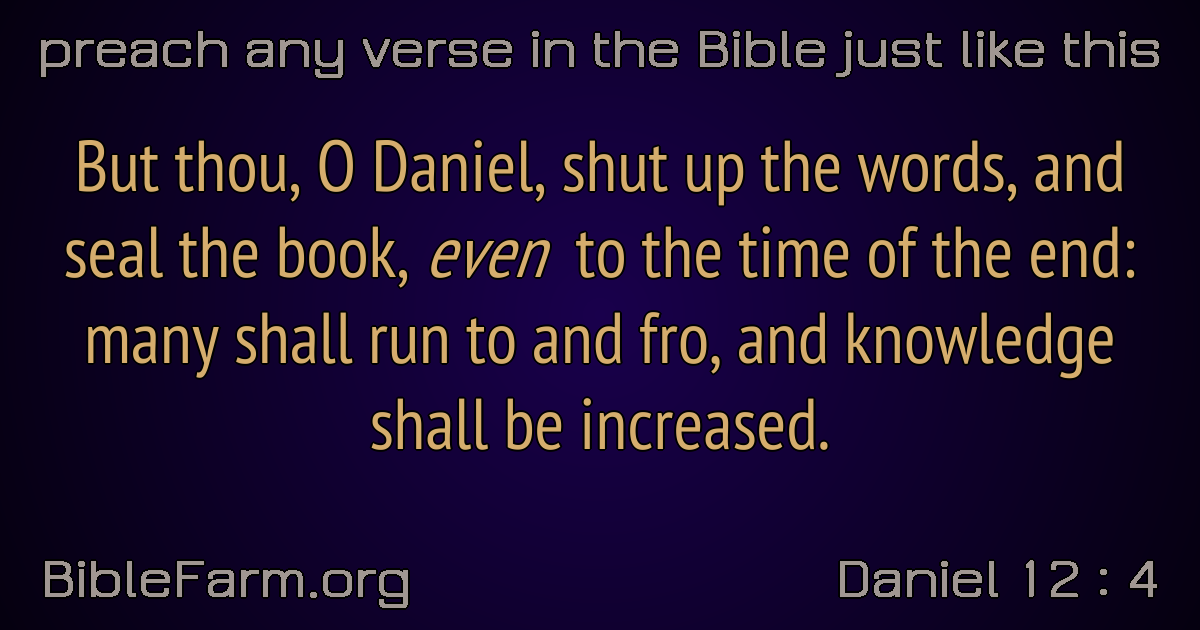 preach any verse in the Bible just like this
But thou, O Daniel, shut up the words, and
seal the book, even to the time of the end:
many shall run to and fro, and knowledge
shall be increased.
BibleFarm.org
Daniel 12 : 4